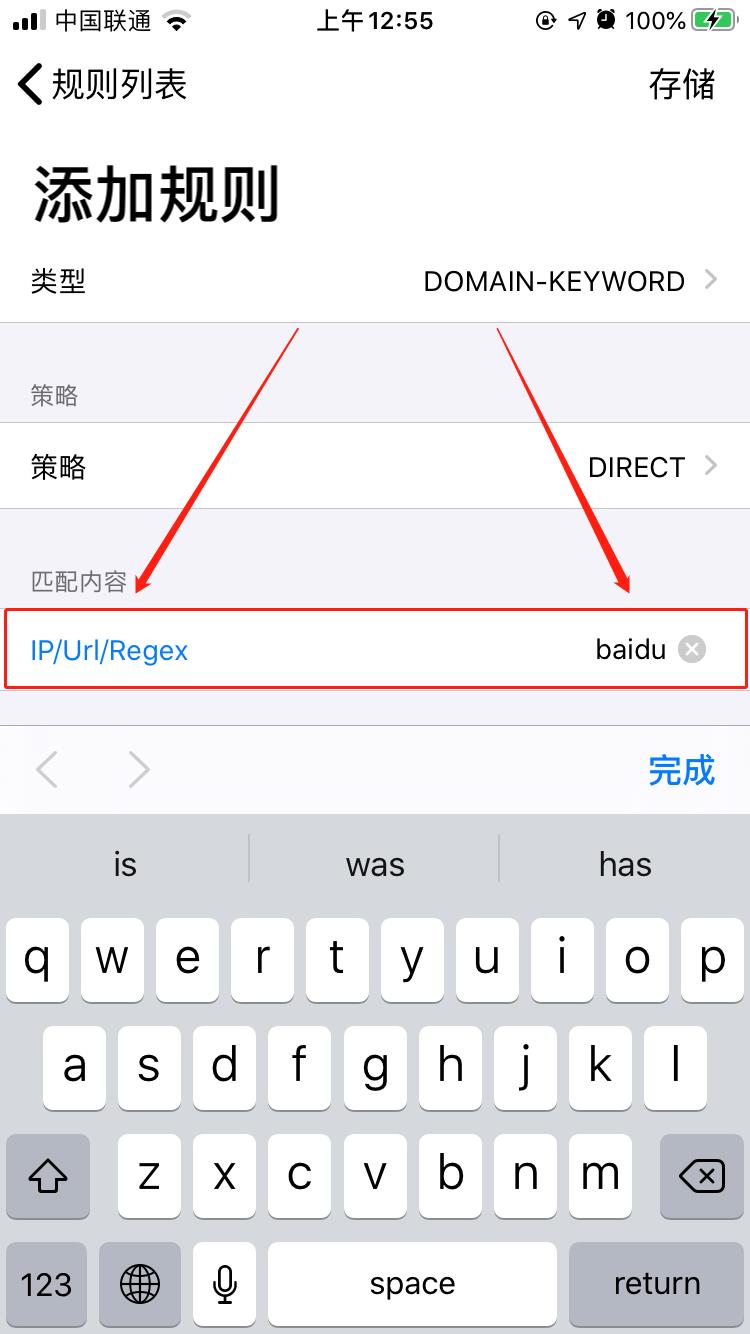 中国联通 上午12:55 100%
规则列表 存储
添加规则
类型 DOMAIN-KEYWORD
策略
策略 DIRECT
匹配内容
IP/Url/Regex baidu
完成
is was has
q w e r t y u i o p
a s d f g h j k l
z x c v b n m
123 space return